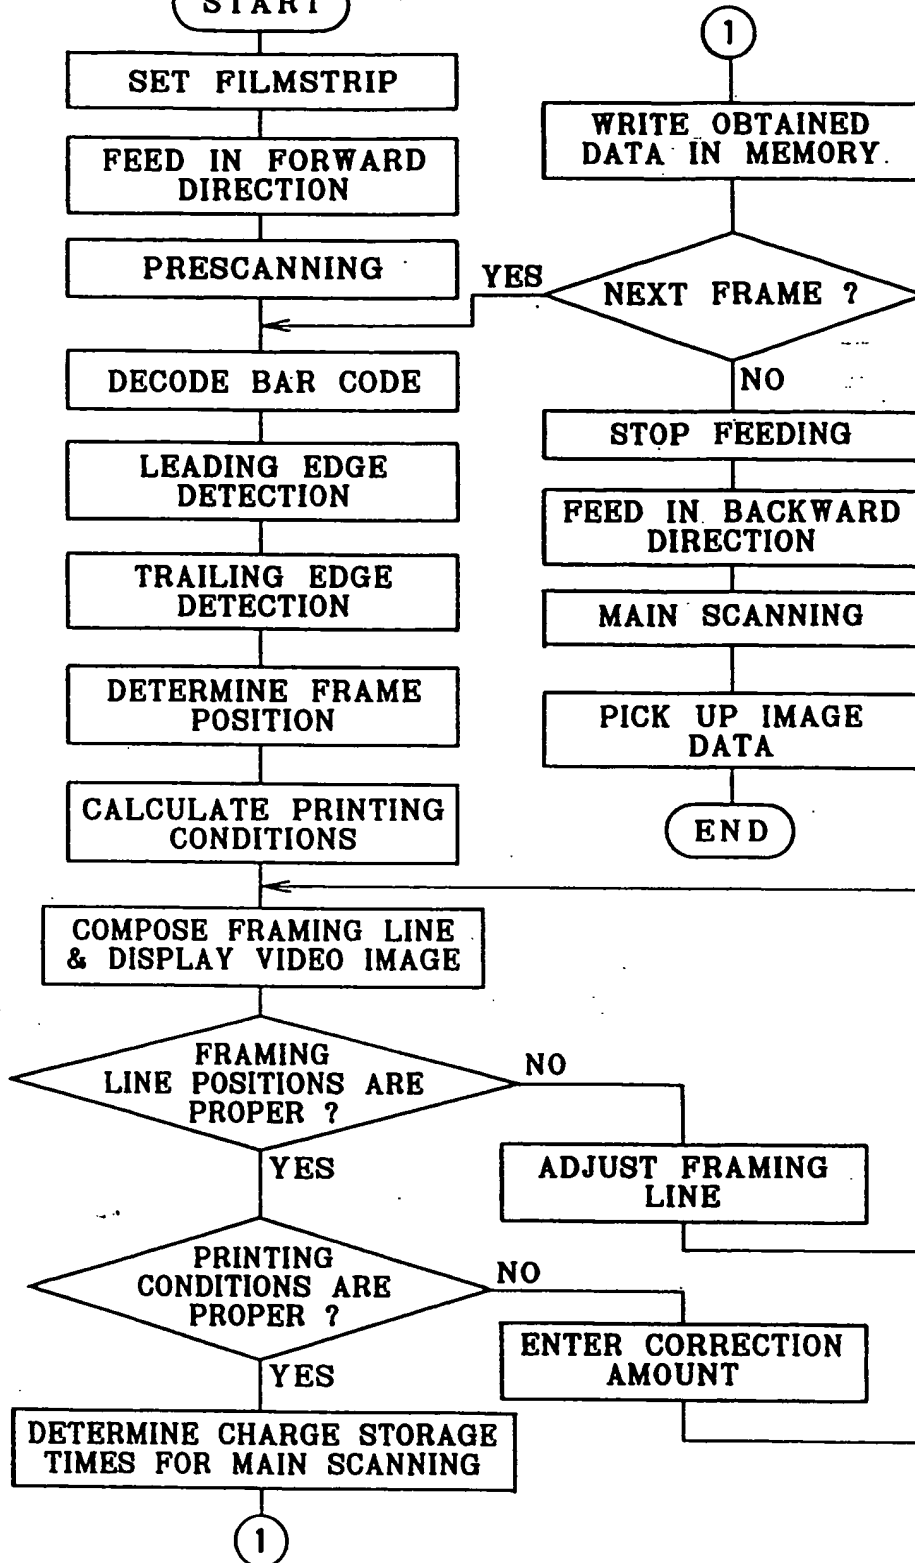 START
SET FILMSTRIP
FEED IN FORWARD
DIRECTION
PRESCANNING
DECODE BAR CODE
LEADING EDGE
DETECTION
TRAILING EDGE
DETECTION
DETERMINE FRAME
POSITION
CALCULATE PRINTING
CONDITIONS
COMPOSE FRAMING LINE
& DISPLAY VIDEO IMAGE
FRAMING
LINE POSITIONS ARE
PROPER ?
NO
YES
ADJUST FRAMING
LINE
PRINTING
CONDITIONS ARE
PROPER ?
NO
YES
ENTER CORRECTION
AMOUNT
DETERMINE CHARGE STORAGE
TIMES FOR MAIN SCANNING
1
1
WRITE OBTAINED
DATA IN MEMORY
NEXT FRAME ?
YES
NO
STOP FEEDING
FEED IN BACKWARD
DIRECTION
MAIN SCANNING
PICK UP IMAGE
DATA
END